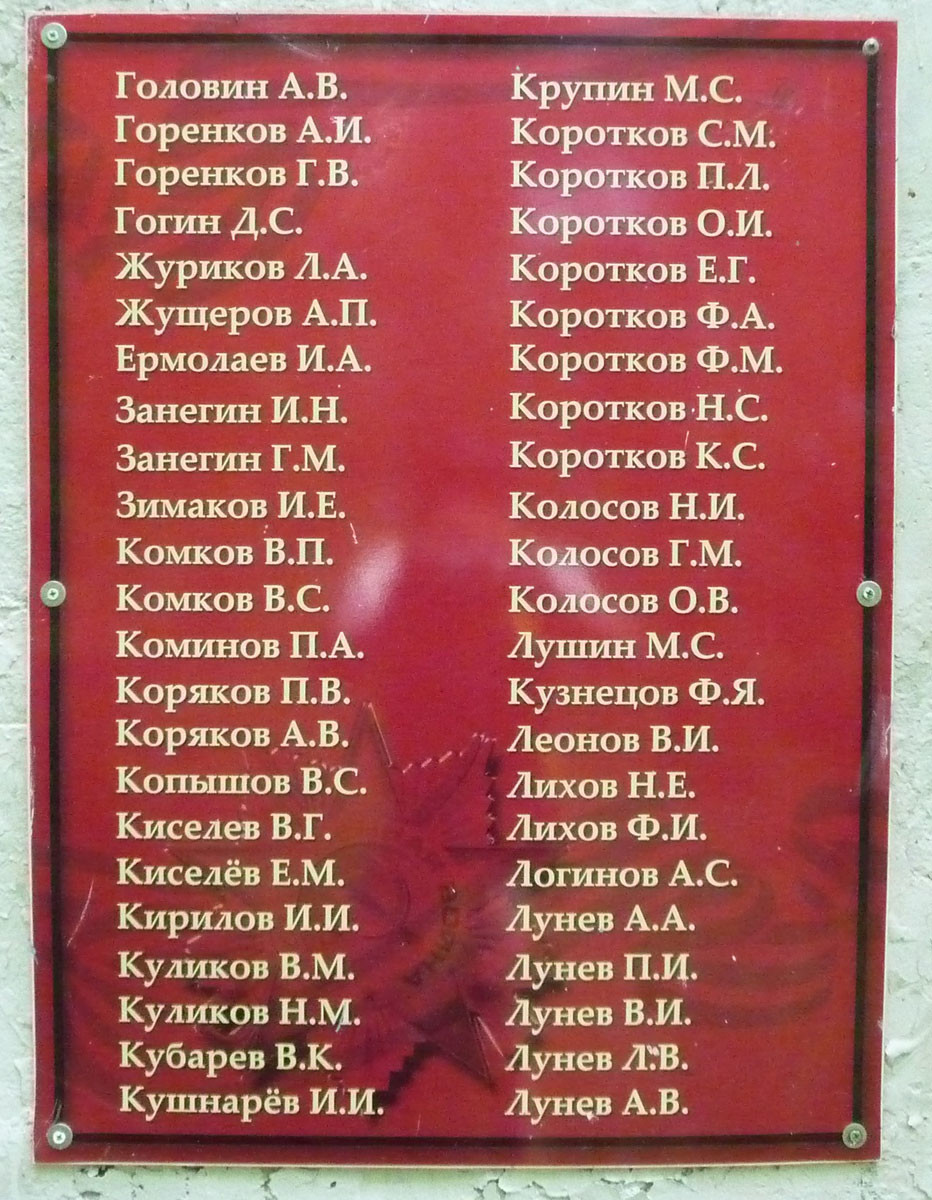 Головин А.В.
Горенков А.И.
Горенков Г.В.
Гогин Д.С.
Журиков Л.А.
Жущеров А.П.
Ермолаев И.А.
Занегин И.Н.
Занегин Г.М.
Зимаков И.Е.
Комков В.П.
Комков В.С.
Коминов П.А.
Коряков П.В.
Коряков А.В.
Копышов В.С.
Киселев В.Г.
Киселёв Е.М.
Кирилов И.И.
Куликов В.М.
Куликов Н.М.
Кубарев В.К.
Кушнарёв И.И.
Крупин М.С.
Коротков С.М.
Коротков П.Л.
Коротков О.И.
Коротков Е.Г.
Коротков Ф.А.
Коротков Ф.М.
Коротков Н.С.
Коротков К.С.
Колосов Н.И.
Колосов Г.М.
Колосов О.В.
Лушин М.С.
Кузнецов Ф.Я.
Леонов В.И.
Лихов Н.Е.
Лихов Ф.И.
Логинов А.С.
Лунев А.А.
Лунев П.И.
Лунев В.И.
Лунев Л.В.
Лунев А.В.